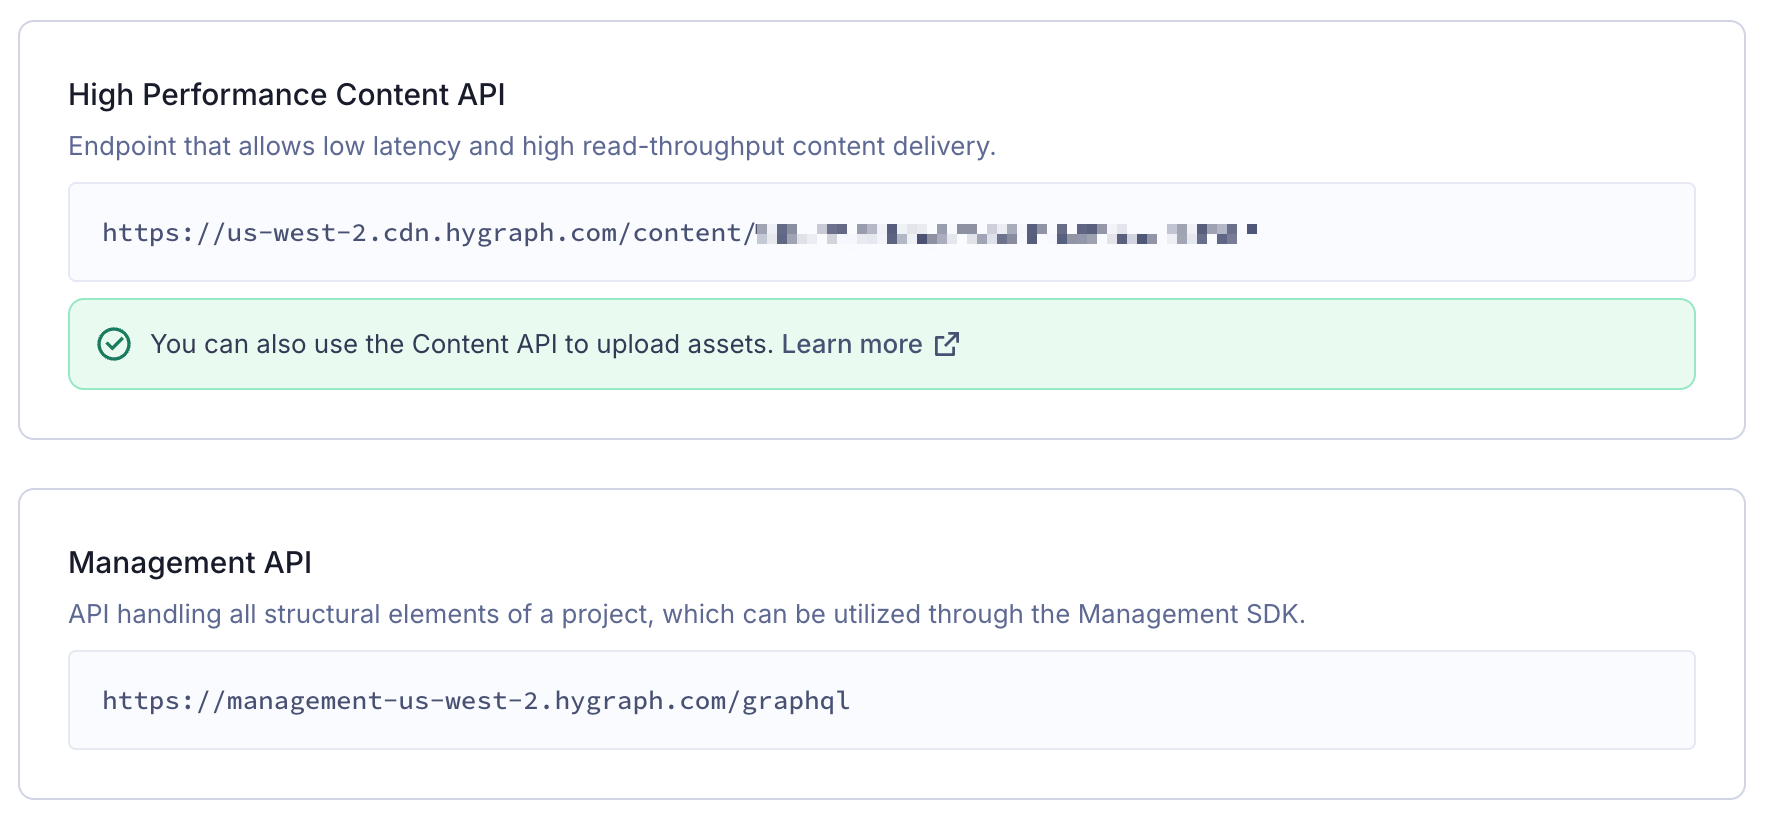 High Performance Content API
Endpoint that allows low latency and high read-throughput content delivery.
https://us-west-2.cdn.hygraph.com/content/
You can also use the Content API to upload assets. Learn more
Management API
API handling all structural elements of a project, which can be utilized through the Management SDK.
https://management-us-west-2.hygraph.com/graphql